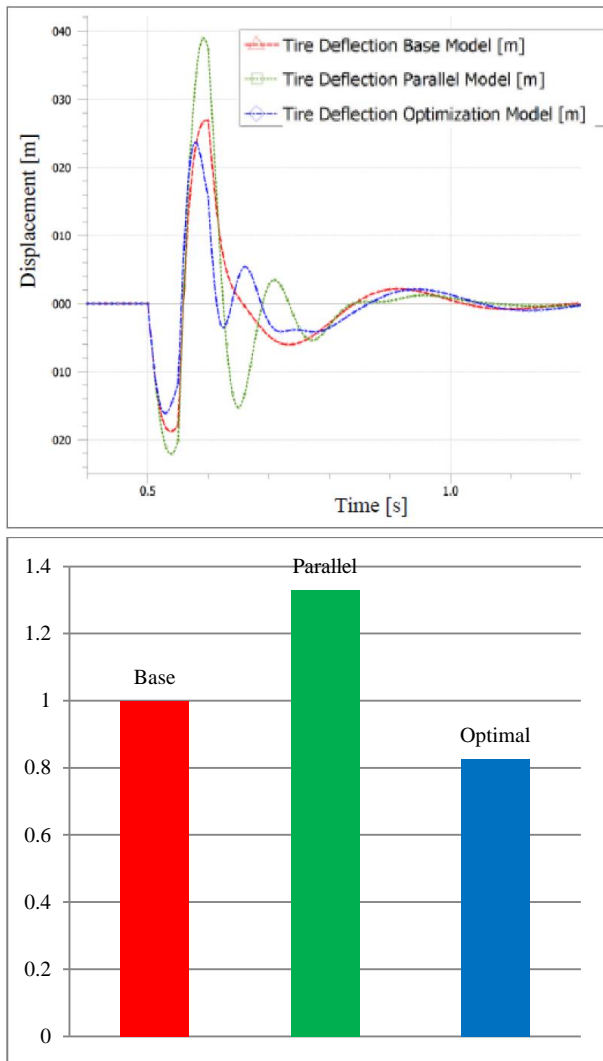 040
Tire Deflection Base Model [m]
Tire Deflection Parallel Model [m]
030
Tire Deflection Optimization Model [m]
Displacement [m]
020
010
000
010
020
0.5
1.0
Time [s]
1.4
Parallel
1.2
Base
1
Optimal
0.8
0.6
0.4
0.2
0